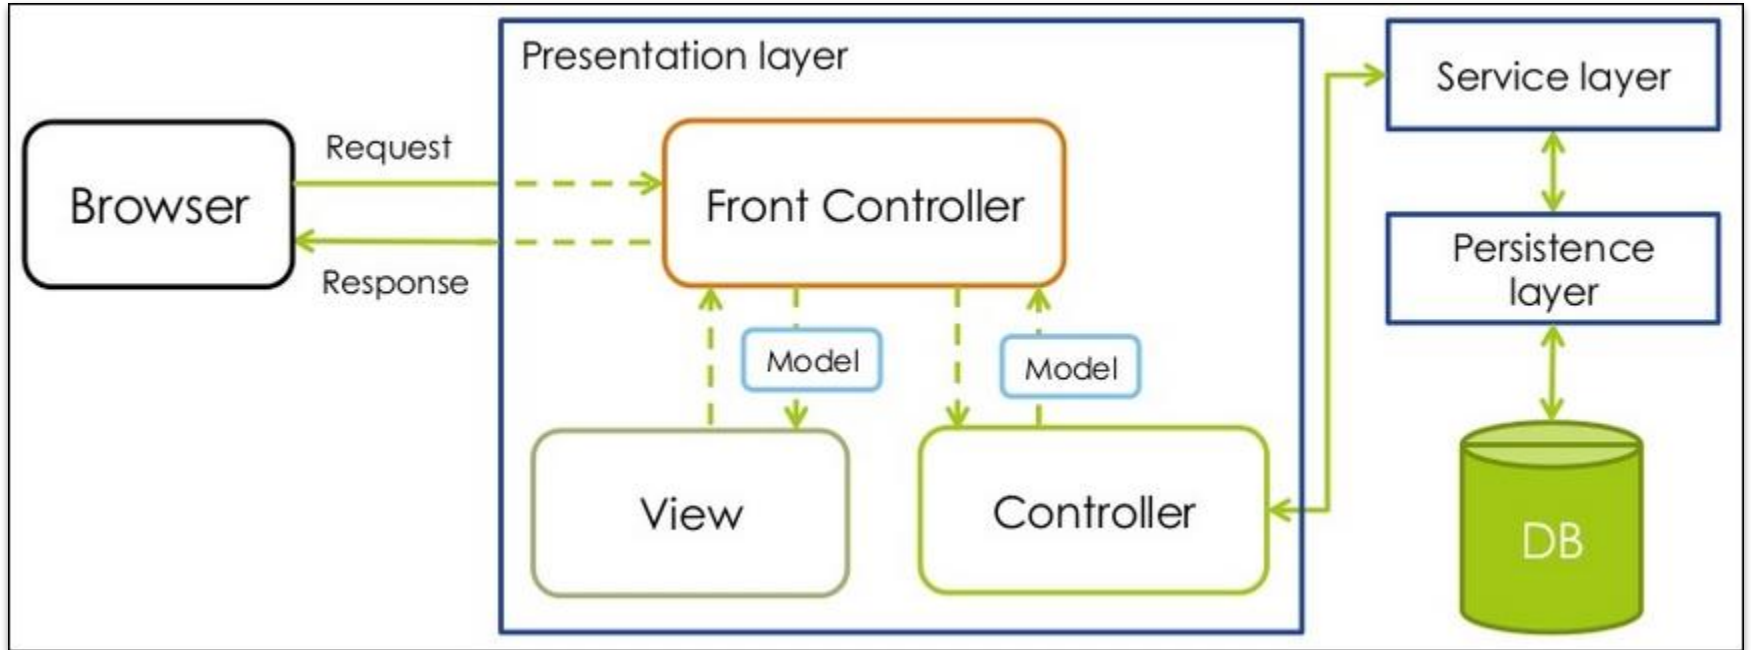 Presentation layer
Service layer
Request
Browser
Front Controller
Response
Persistence
layer
Model
Model
View
Controller
DB